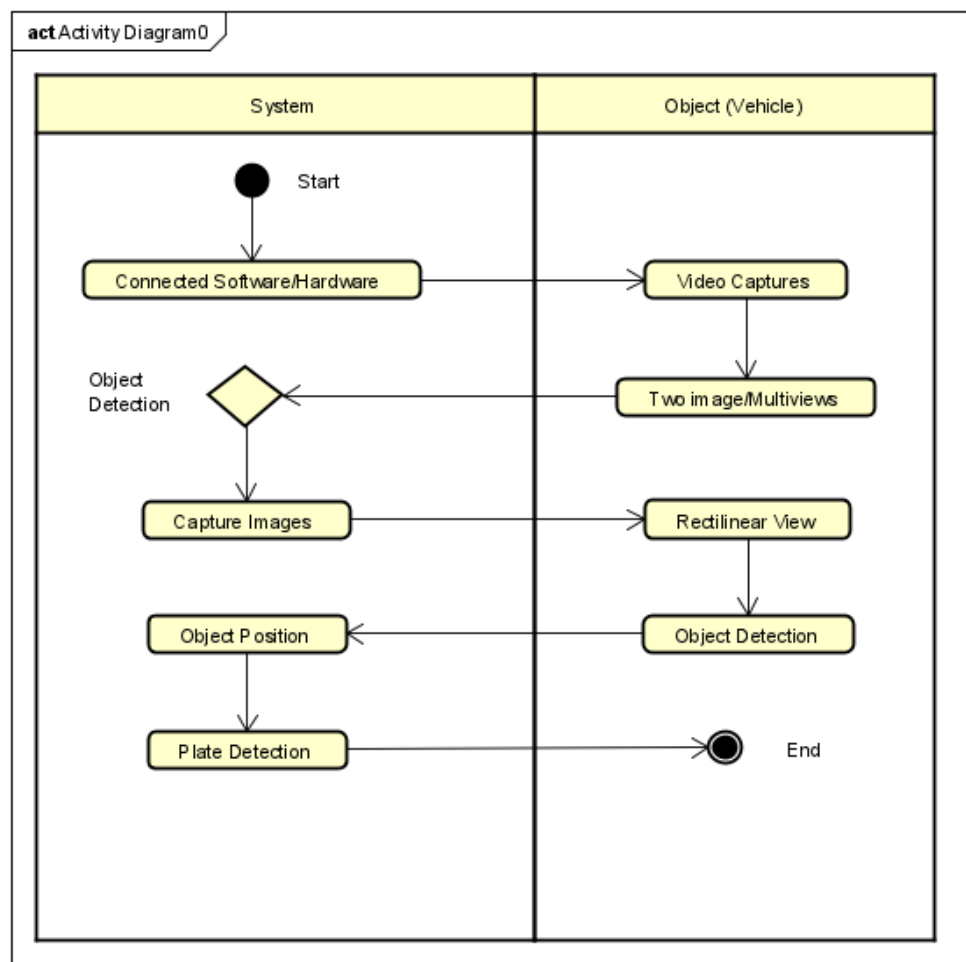 act Activity Diagram0
System
Object (Vehicle)
Start
Connected Software/Hardware
Video Captures
Object
Detection
Two image/Multiviews
Capture Images
Rectilinear View
Object Position
Object Detection
Plate Detection
End